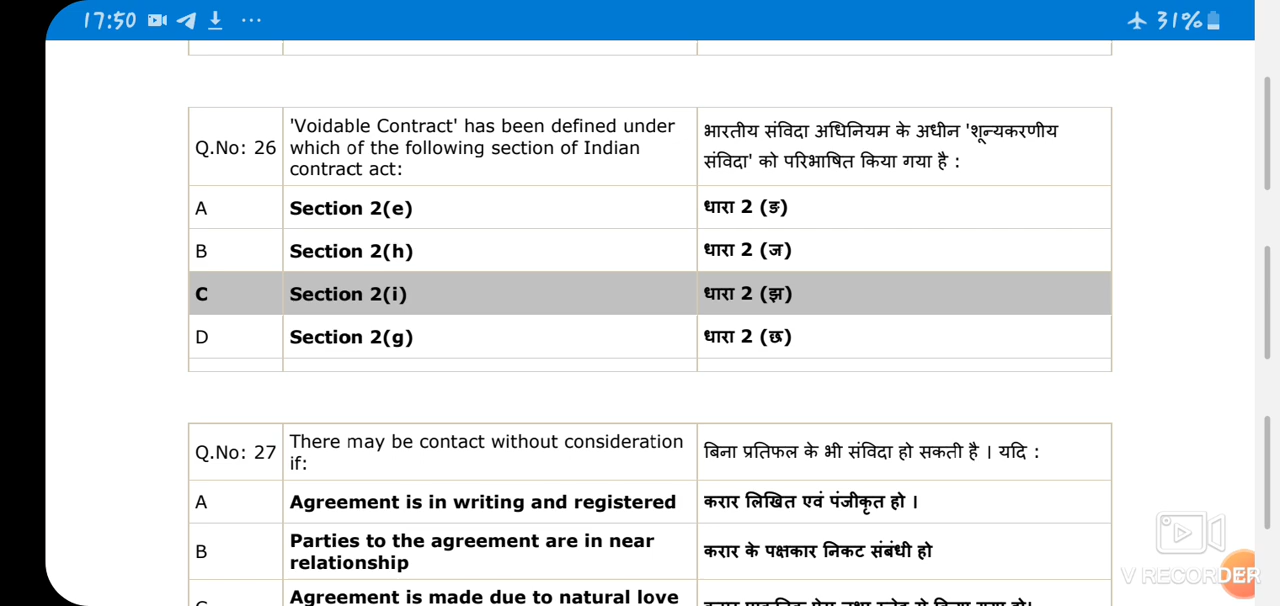 17:50
31%
Q.No: 26
'Voidable Contract' has been defined under
which of the following section of Indian
contract act:
भारतीय संविदा अधिनियम के अधीन 'शून्यकरणीय
संविदा' को परिभाषित किया गया है :
A
Section 2(e)
धारा 2 (ङ)
B
Section 2(h)
धारा 2 (ज)
C
Section 2(i)
धारा 2 (झ)
D
Section 2(g)
धारा 2 (छ)
Q.No: 27
There may be contact without consideration
if:
बिना प्रतिफल के भी संविदा हो सकती है । यदि :
A
Agreement is in writing and registered
करार लिखित एवं पंजीकृत हो ।
B
Parties to the agreement are in near
relationship
करार के पक्षकार निकट संबंधी हो
C
Agreement is made due to natural love
V RECORDER